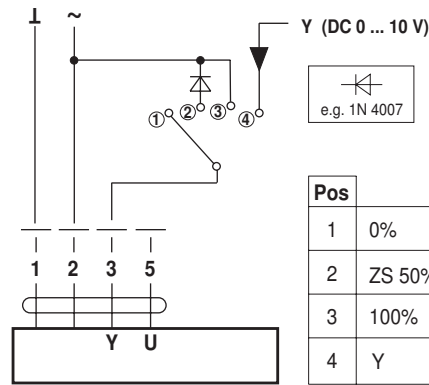 ⊥ ~
Y (DC 0 ... 10 V)
① ② ③ ④
e.g. 1N 4007
Pos
1 0%
2 ZS 50%
3 100%
4 Y
1 2 3 5
Y U